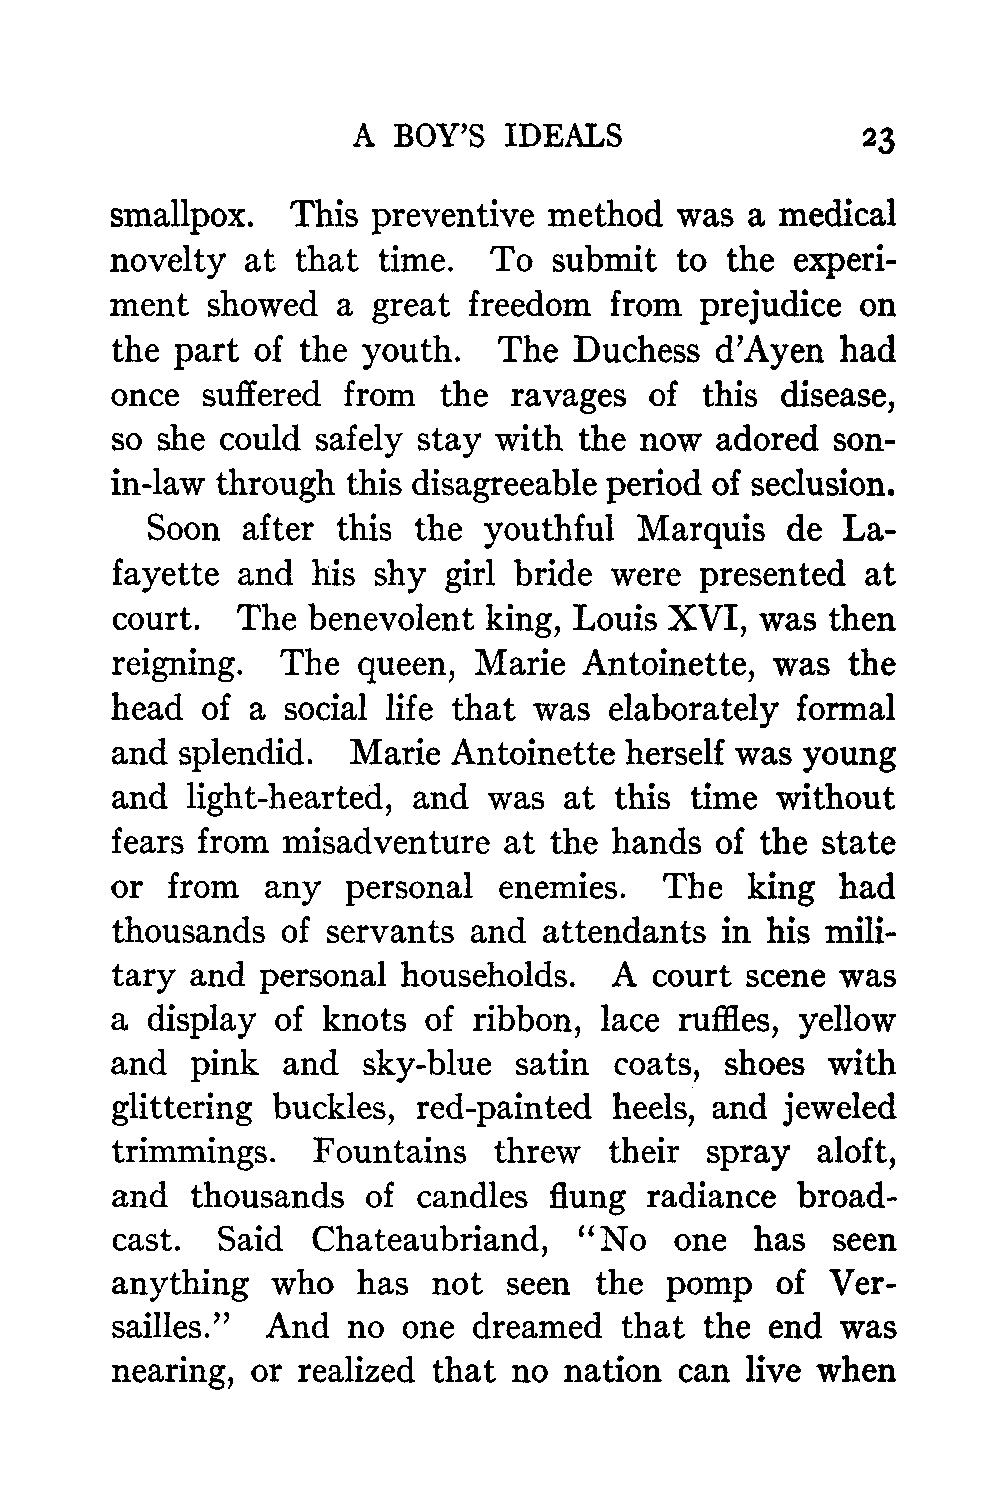 A BOY'S IDEALS 23
smallpox. This preventive method was a medical
novelty at that time. To submit to the experi-
ment showed a great freedom from prejudice on
the part of the youth. The Duchess d'Ayen had
once suffered from the ravages of this disease,
so she could safely stay with the now adored son-
in-law through this disagreeable period of seclusion.
Soon after this the youthful Marquis de La-
fayette and his shy girl bride were presented at
court. The benevolent king, Louis XVI, was then
reigning. The queen, Marie Antoinette, was the
head of a social life that was elaborately formal
and splendid. Marie Antoinette herself was young
and light-hearted, and was at this time without
fears from misadventure at the hands of the state
or from any personal enemies. The king had
thousands of servants and attendants in his mili-
tary and personal households. A court scene was
a display of knots of ribbon, lace ruffles, yellow
and pink and sky-blue satin coats, shoes with
glittering buckles, red-painted heels, and jeweled
trimmings. Fountains threw their spray aloft,
and thousands of candles flung radiance broad-
cast. Said Chateaubriand, "No one has seen
anything who has not seen the pomp of Ver-
sailles." And no one dreamed that the end was
nearing, or realized that no nation can live when